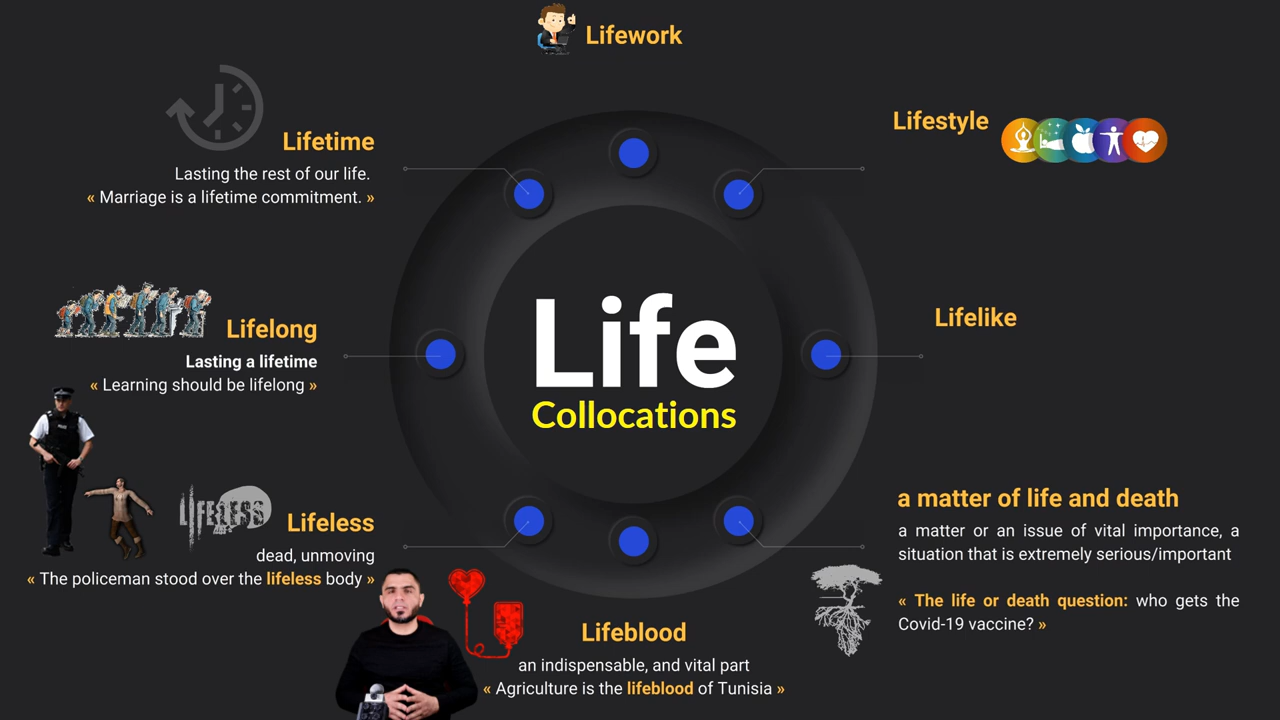 Lifework
Lifetime
Lasting the rest of our life.
« Marriage is a lifetime commitment. »
Lifestyle
Lifelong
Lasting a lifetime
« Learning should be lifelong »
Lifelike
Life
Collocations
LIFELESS
Lifeless
dead, unmoving
« The policeman stood over the lifeless body »
a matter of life and death
a matter or an issue of vital importance, a
situation that is extremely serious/important
« The life or death question: who gets the
Covid-19 vaccine? »
Lifeblood
an indispensable, and vital part
« Agriculture is the lifeblood of Tunisia »